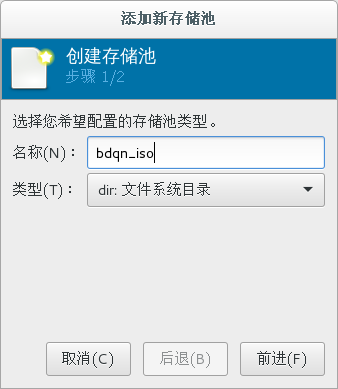 添加新存储池
创建存储池
步骤 1/2
选择您希望配置的存储池类型。
名称(N)： bdqn_iso
类型(T)： dir: 文件系统目录
取消(C) 后退(B) 前进(F)